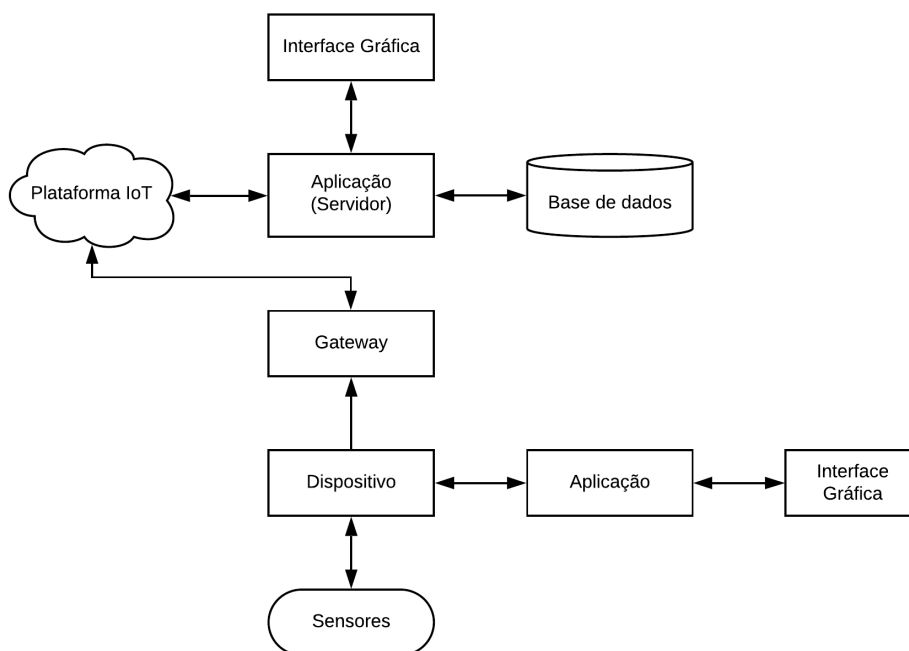 Interface Gráfica
Plataforma IoT
Aplicação
(Servidor)
Base de dados
Gateway
Dispositivo
Aplicação
Interface
Gráfica
Sensores